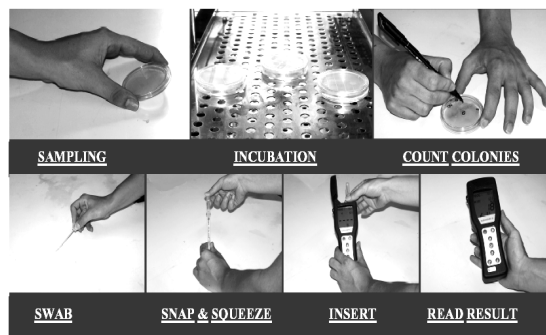 SAMPLING INCUBATION COUNT COLONIES
SWAB SNAP & SQUEEZE INSERT READ RESULT